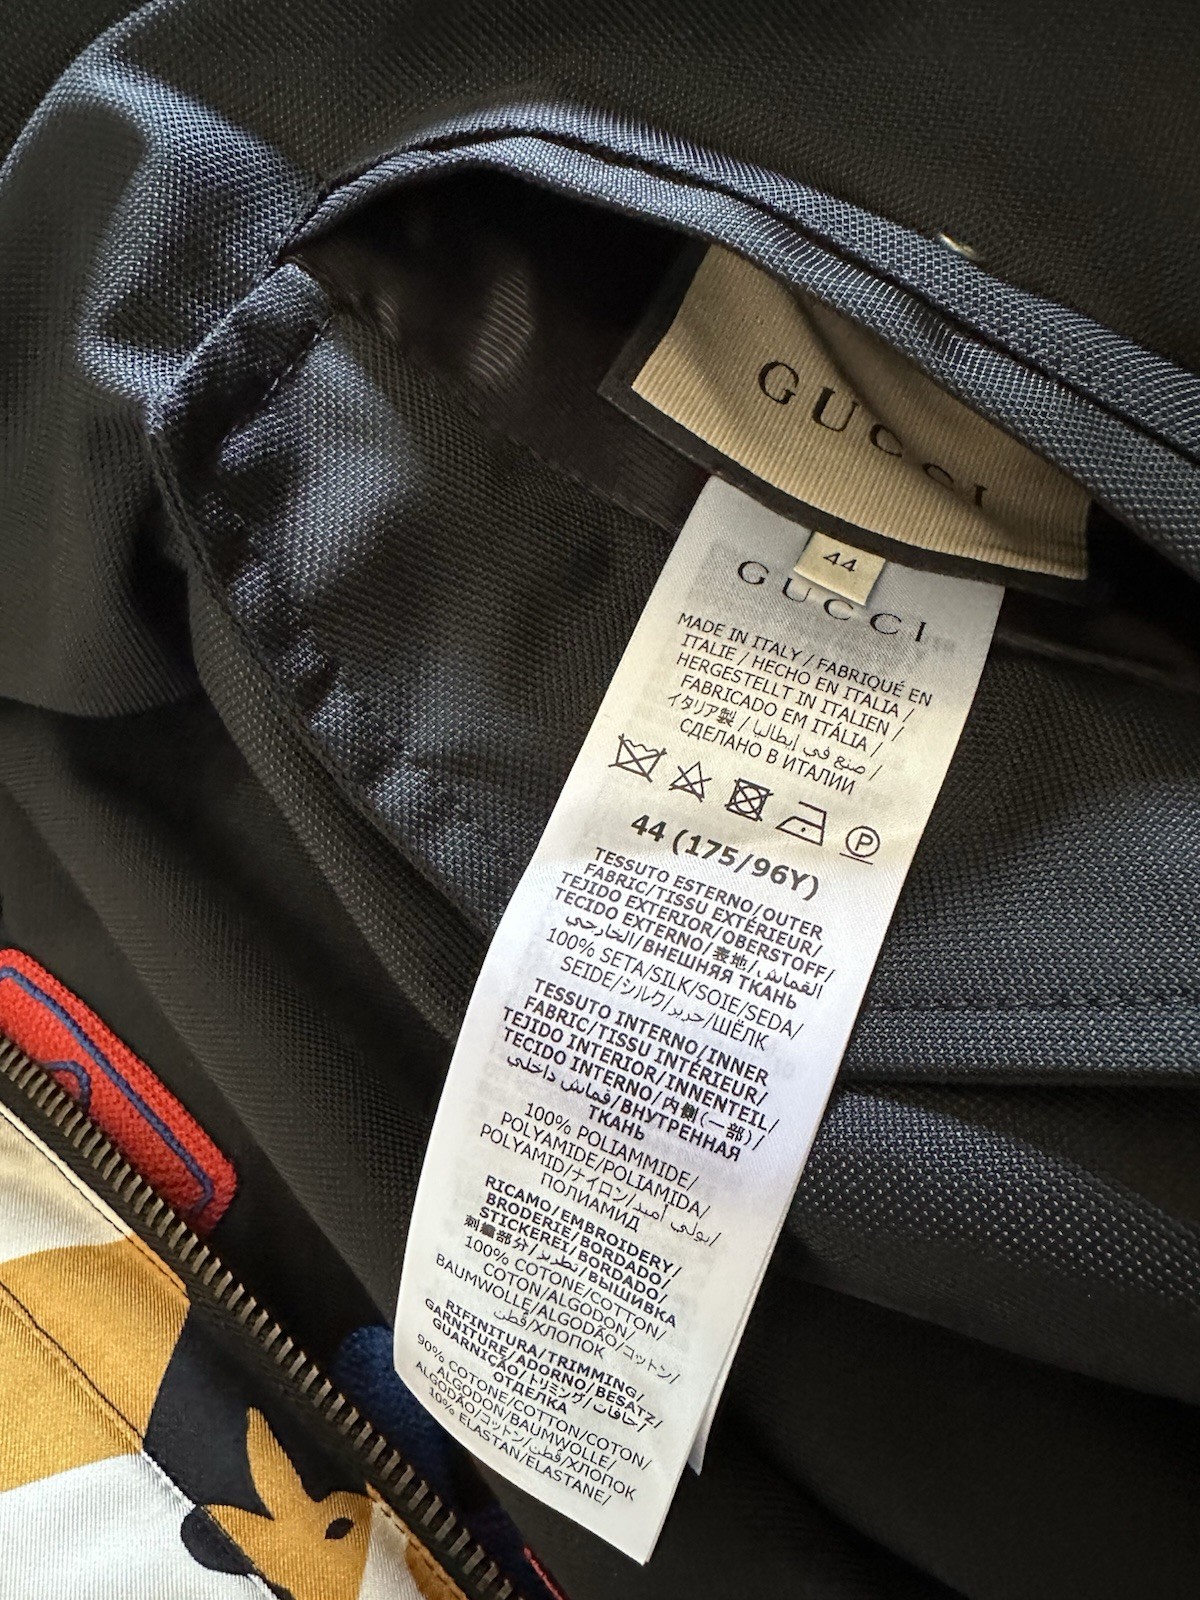 GUCCI
44
GUCCI
MADE IN ITALY / FABRIQUÉ EN
ITALIE / HECHO EN ITALIA /
HERGESTELLT IN ITALIEN /
FABRICADO EM ITÁLIA /
イタリア製 / صنع في إيطاليا /
СДЕЛАНО В ИТАЛИИ
P
44 (175/96Y)
TESSUTO ESTERNO/OUTER
FABRIC/TISSU EXTÉRIEUR/
TEJIDO EXTERIOR/OBERSTOFF/
TECIDO EXTERNO/表地/القماش
الخارجي/ВНЕШНЯЯ ТКАНЬ
100% SETA/SILK/SOIE/SEDA/
SEIDE/シルク/حرير/ШЁЛК
TESSUTO INTERNO/INNER
FABRIC/TISSU INTÉRIEUR/
TEJIDO INTERIOR/INNENTEIL/
TECIDO INTERNO/内側(一部)/
قماش داخلي/ВНУТРЕННАЯ
ТКАНЬ
100% POLIAMMIDE/
POLYAMIDE/POLIAMIDA/
POLYAMID/ナイロン/بولي أميد/
ПОЛИАМИД
RICAMO/EMBROIDERY/
BRODERIE/BORDADO/
STICKEREI/BORDADO/
刺繍部分/تطريز/ВЫШИВКА
100% COTONE/COTTON/
COTON/ALGODON/
BAUMWOLLE/ALGODÃO/コットン/
قطن/ХЛОПОК
RIFINITURA/TRIMMING/
GARNITURE/ADORNO/BESATZ/
GUARNIÇÃO/トリミング/حافات/
ОТДЕЛКА
90% COTONE/COTTON/COTON/
ALGODON/BAUMWOLLE/
ALGODÃO/コットン/قطن/ХЛОПОК
10% ELASTAN/ELASTANE/